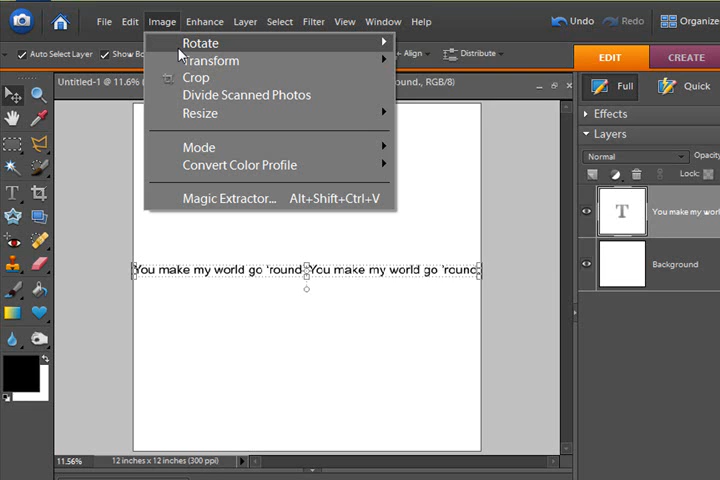 File Edit Image Enhance Layer Select Filter View Window Help Undo Redo Organize
Auto Select Layer Show Bo Align Distribute EDIT CREATE
Rotate
Transform
Crop
Divide Scanned Photos
Resize
Mode
Convert Color Profile
Magic Extractor... Alt+Shift+Ctrl+V
Untitled-1 @ 11.6% ound., RGB/8)
Full Quick
Effects
Layers
Normal Opacity
Lock:
T You make my world
Background
You make my world go 'round. You make my world go 'round.
11.56% 12 inches x 12 inches (300 ppi)